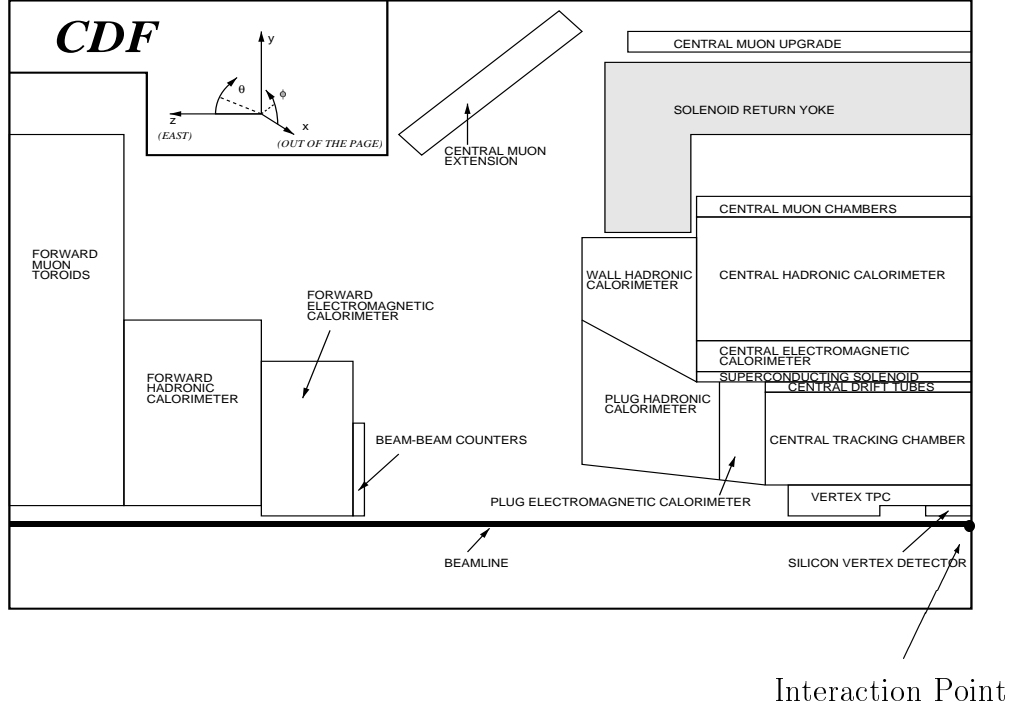 CDF
y
θ
φ
z
x
(EAST)
(OUT OF THE PAGE)
CENTRAL MUON UPGRADE
SOLENOID RETURN YOKE
CENTRAL MUON
EXTENSION
CENTRAL MUON CHAMBERS
FORWARD
MUON
TOROIDS
WALL HADRONIC
CALORIMETER
CENTRAL HADRONIC CALORIMETER
FORWARD
ELECTROMAGNETIC
CALORIMETER
CENTRAL ELECTROMAGNETIC
CALORIMETER
SUPERCONDUCTING SOLENOID
CENTRAL DRIFT TUBES
FORWARD
HADRONIC
CALORIMETER
PLUG HADRONIC
CALORIMETER
BEAM-BEAM COUNTERS
CENTRAL TRACKING CHAMBER
PLUG ELECTROMAGNETIC CALORIMETER
VERTEX TPC
BEAMLINE
SILICON VERTEX DETECTOR
Interaction Point